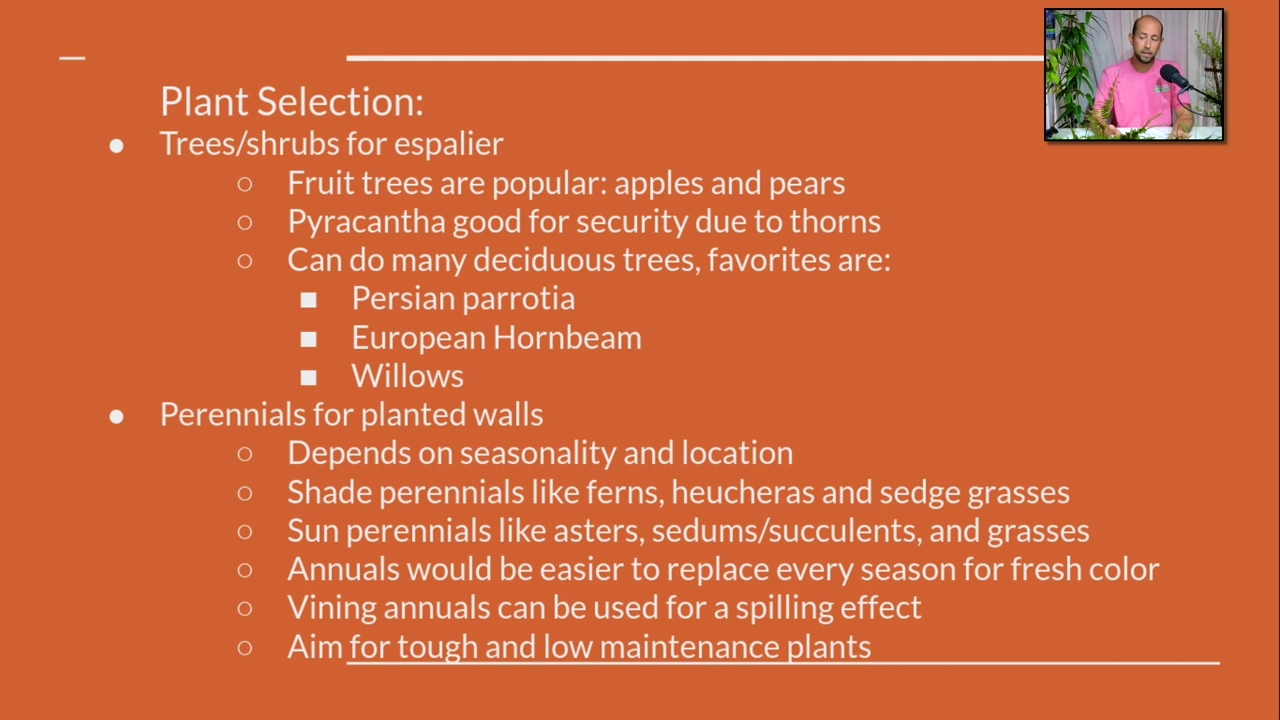 Plant Selection:
● Trees/shrubs for espalier
○ Fruit trees are popular: apples and pears
○ Pyracantha good for security due to thorns
○ Can do many deciduous trees, favorites are:
■ Persian parrotia
■ European Hornbeam
■ Willows
● Perennials for planted walls
○ Depends on seasonality and location
○ Shade perennials like ferns, heucheras and sedge grasses
○ Sun perennials like asters, sedums/succulents, and grasses
○ Annuals would be easier to replace every season for fresh color
○ Vining annuals can be used for a spilling effect
○ Aim for tough and low maintenance plants